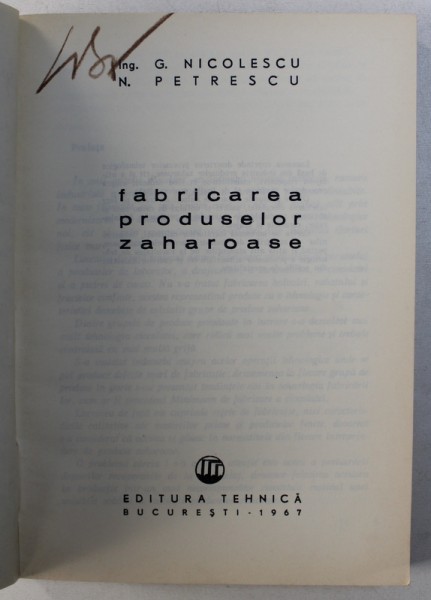 Ing. G. NICOLESCU
N. PETRESCU
fabricarea
produselor
zaharoase
EDITURA TEHNICĂ
BUCUREŞTI - 1967